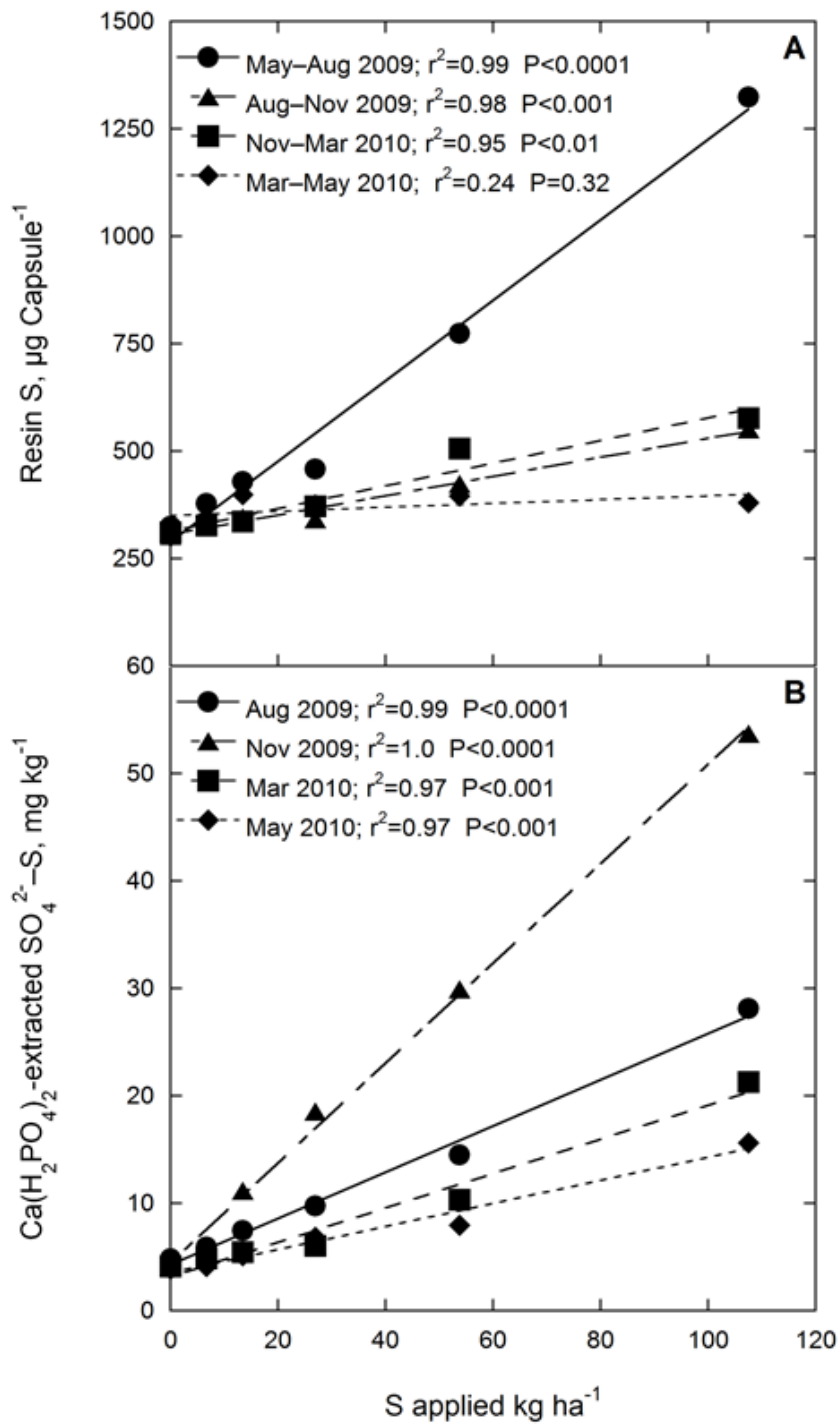 A
May–Aug 2009; r²=0.99 P<0.0001
Aug–Nov 2009; r²=0.98 P<0.001
Nov–Mar 2010; r²=0.95 P<0.01
Mar–May 2010; r²=0.24 P=0.32
1500
1250
1000
750
500
250
Resin S, µg Capsule⁻¹
B
Aug 2009; r²=0.99 P<0.0001
Nov 2009; r²=1.0 P<0.0001
Mar 2010; r²=0.97 P<0.001
May 2010; r²=0.97 P<0.001
60
50
40
30
20
10
0
Ca(H₂PO₄)₂-extracted SO₄²⁻–S, mg kg⁻¹
0 20 40 60 80 100 120
S applied kg ha⁻¹